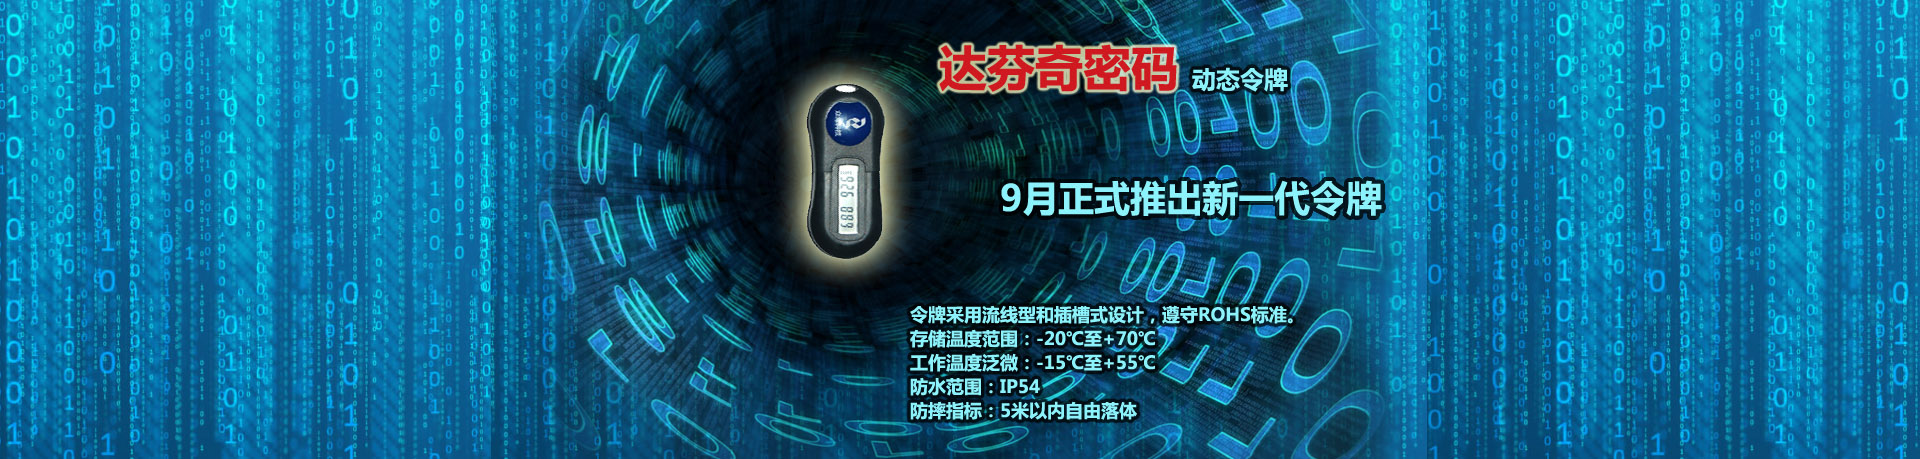 达芬奇密码 动态令牌
9月正式推出新一代令牌
令牌采用流线型和插槽式设计，遵守ROHS标准。
存储温度范围：-20℃至+70℃
工作温度泛微：-15℃至+55℃
防水范围：IP54
防摔指标：5米以内自由落体